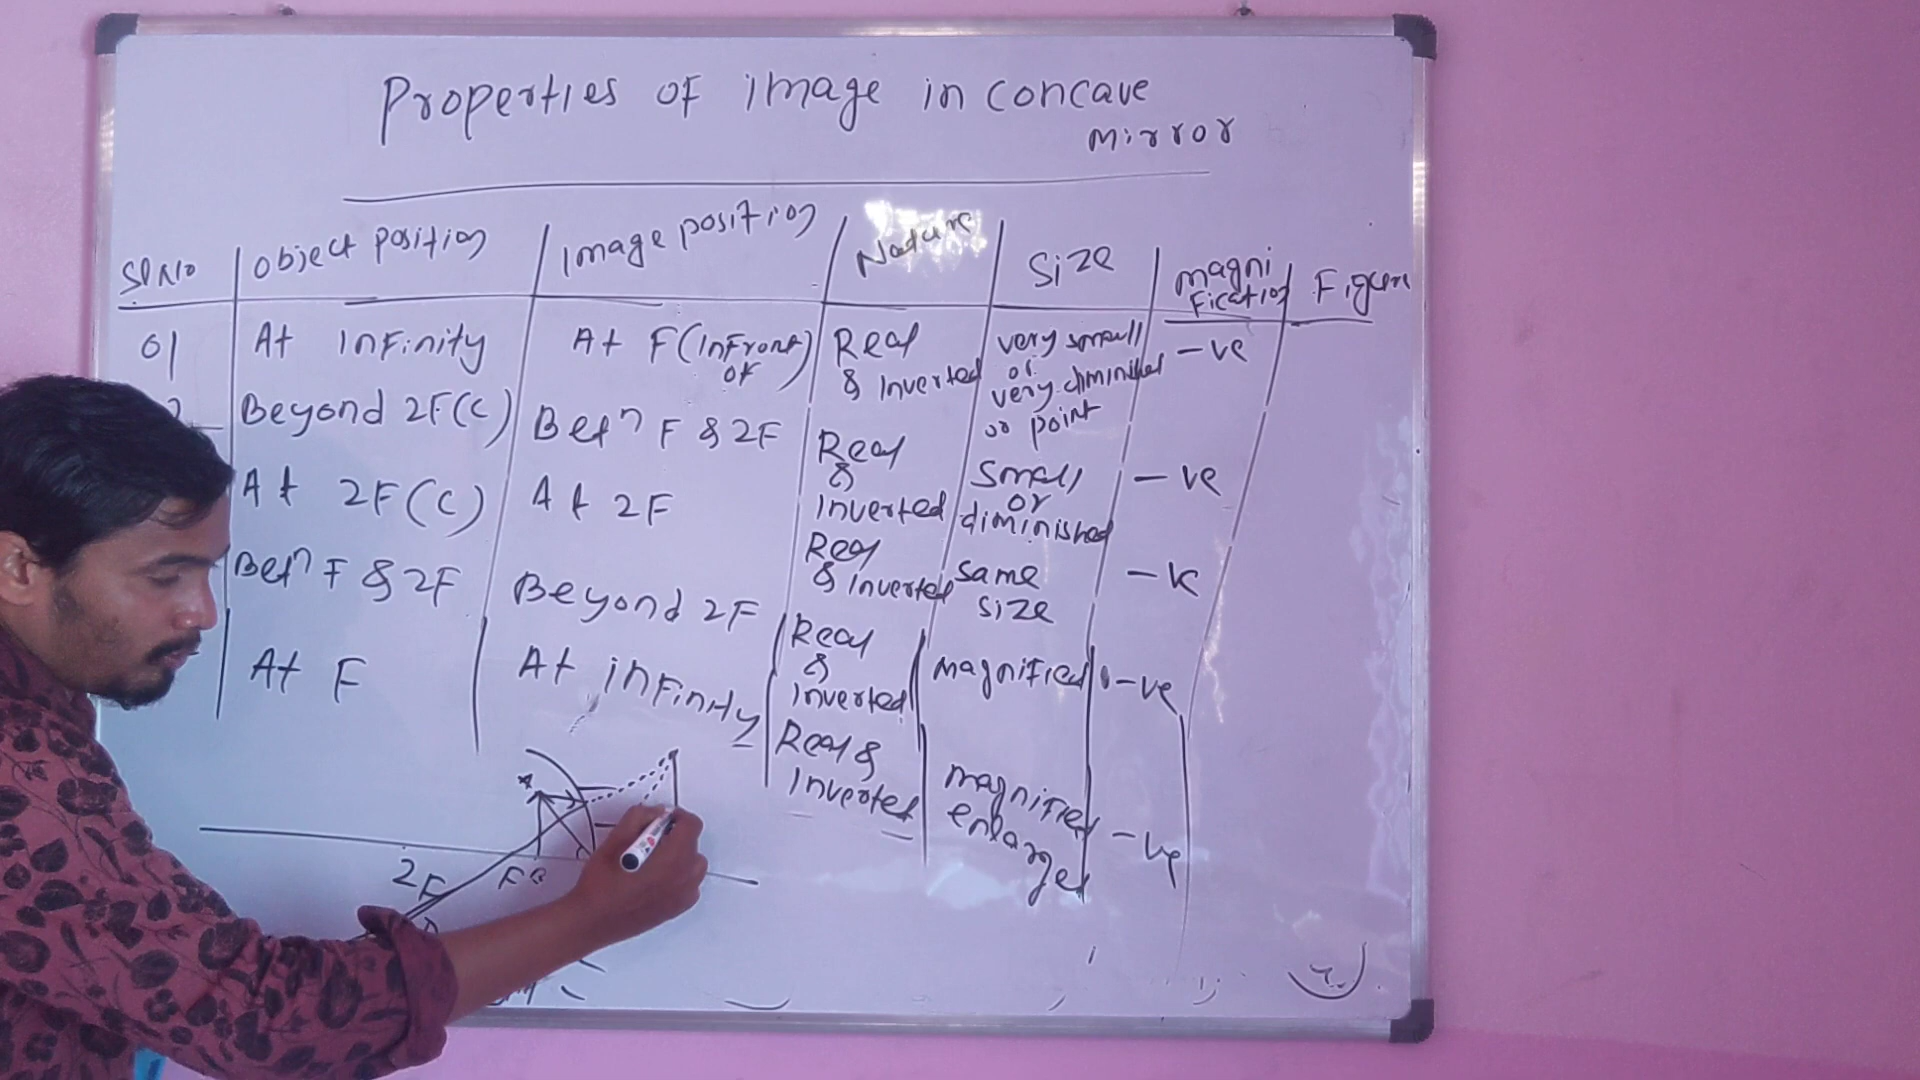 Properties of image in concave
mirror
Sl No
Object position
Image position
Nature
Size
magni
fication
Figure
01
At infinity
At F (infront
of)
Real
& inverted
very small
or
very diminished
or point
-ve
Beyond 2F(C)
Betn F & 2F
Real
&
inverted
Small
or
diminished
-ve
At 2F(C)
At 2F
Real
& inverted
same
size
Betn F & 2F
Beyond 2F
Real
&
inverted
magnified
-ve
At F
At infinity
Real &
inverted
magnified
enlarged
-ve
2F
F